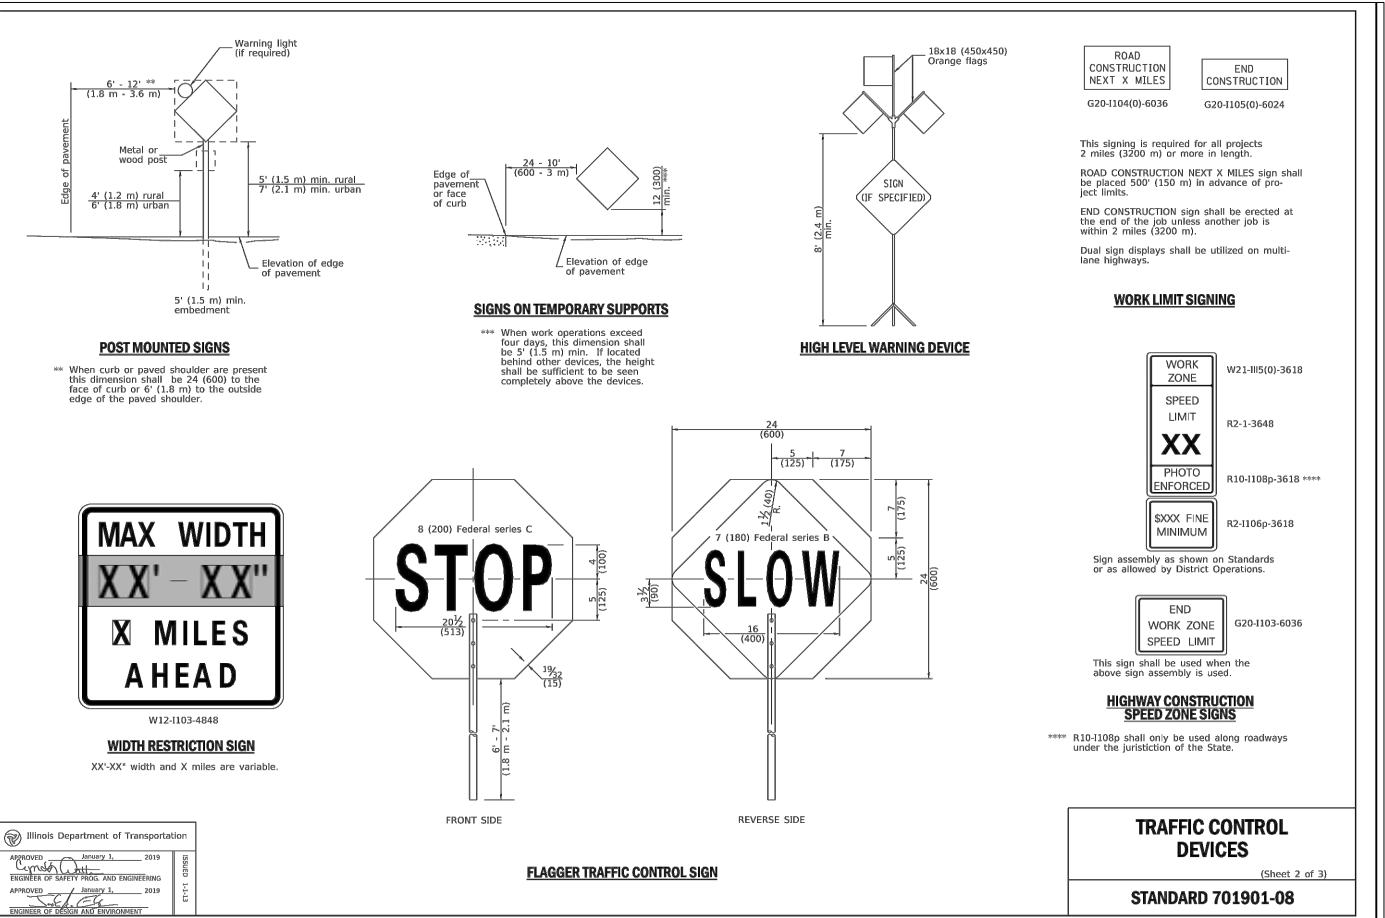 Warning light
(if required)
6' - 12' **
(1.8 m - 3.6 m)
Edge of pavement
Metal or
wood post
4' (1.2 m) rural
6' (1.8 m) urban
5' (1.5 m) min. rural
7' (2.1 m) min. urban
Elevation of edge
of pavement
5' (1.5 m) min.
embedment
POST MOUNTED SIGNS
** When curb or paved shoulder are present
this dimension shall be 24 (600) to the
face of curb or 6' (1.8 m) to the outside
edge of the paved shoulder.
Edge of
pavement
or face
of curb
24 - 10'
(600 - 3 m)
12 (300)
min. ***
Elevation of edge
of pavement
SIGNS ON TEMPORARY SUPPORTS
*** When work operations exceed
four days, this dimension shall
be 5' (1.5 m) min. If located
behind other devices, the height
shall be sufficient to be seen
completely above the devices.
18x18 (450x450)
Orange flags
SIGN
(IF SPECIFIED)
8' (2.4 m)
min.
HIGH LEVEL WARNING DEVICE
ROAD
CONSTRUCTION
NEXT X MILES
G20-I104(0)-6036
END
CONSTRUCTION
G20-I105(0)-6024
This signing is required for all projects
2 miles (3200 m) or more in length.
ROAD CONSTRUCTION NEXT X MILES sign shall
be placed 500' (150 m) in advance of pro-
ject limits.
END CONSTRUCTION sign shall be erected at
the end of the job unless another job is
within 2 miles (3200 m).
Dual sign displays shall be utilized on multi-
lane highways.
WORK LIMIT SIGNING
WORK
ZONE
W21-III5(0)-3618
SPEED
LIMIT
XX
R2-1-3648
PHOTO
ENFORCED
R10-I108p-3618 ****
$XXX FINE
MINIMUM
R2-I106p-3618
Sign assembly as shown on Standards
or as allowed by District Operations.
END
WORK ZONE
SPEED LIMIT
G20-I103-6036
This sign shall be used when the
above sign assembly is used.
HIGHWAY CONSTRUCTION
SPEED ZONE SIGNS
**** R10-I108p shall only be used along roadways
under the juristiction of the State.
MAX WIDTH
XX' - XX"
X MILES
AHEAD
W12-I103-4848
WIDTH RESTRICTION SIGN
XX'-XX" width and X miles are variable.
8 (200) Federal series C
STOP
4
(100)
5
(125)
20 1/2
(513)
19/32
(15)
6' - 7'
(1.8 m - 2.1 m)
FRONT SIDE
24
(600)
5
(125)
7
(175)
1 1/2 (40)
R.
7 (180) Federal series B
SLOW
7
(175)
5
(125)
24
(600)
3 1/2
(90)
16
(400)
REVERSE SIDE
FLAGGER TRAFFIC CONTROL SIGN
Illinois Department of Transportation
APPROVED January 1, 2019
ENGINEER OF SAFETY PROG. AND ENGINEERING
APPROVED January 1, 2019
ENGINEER OF DESIGN AND ENVIRONMENT
ISSUED 1-1-13
TRAFFIC CONTROL
DEVICES
(Sheet 2 of 3)
STANDARD 701901-08